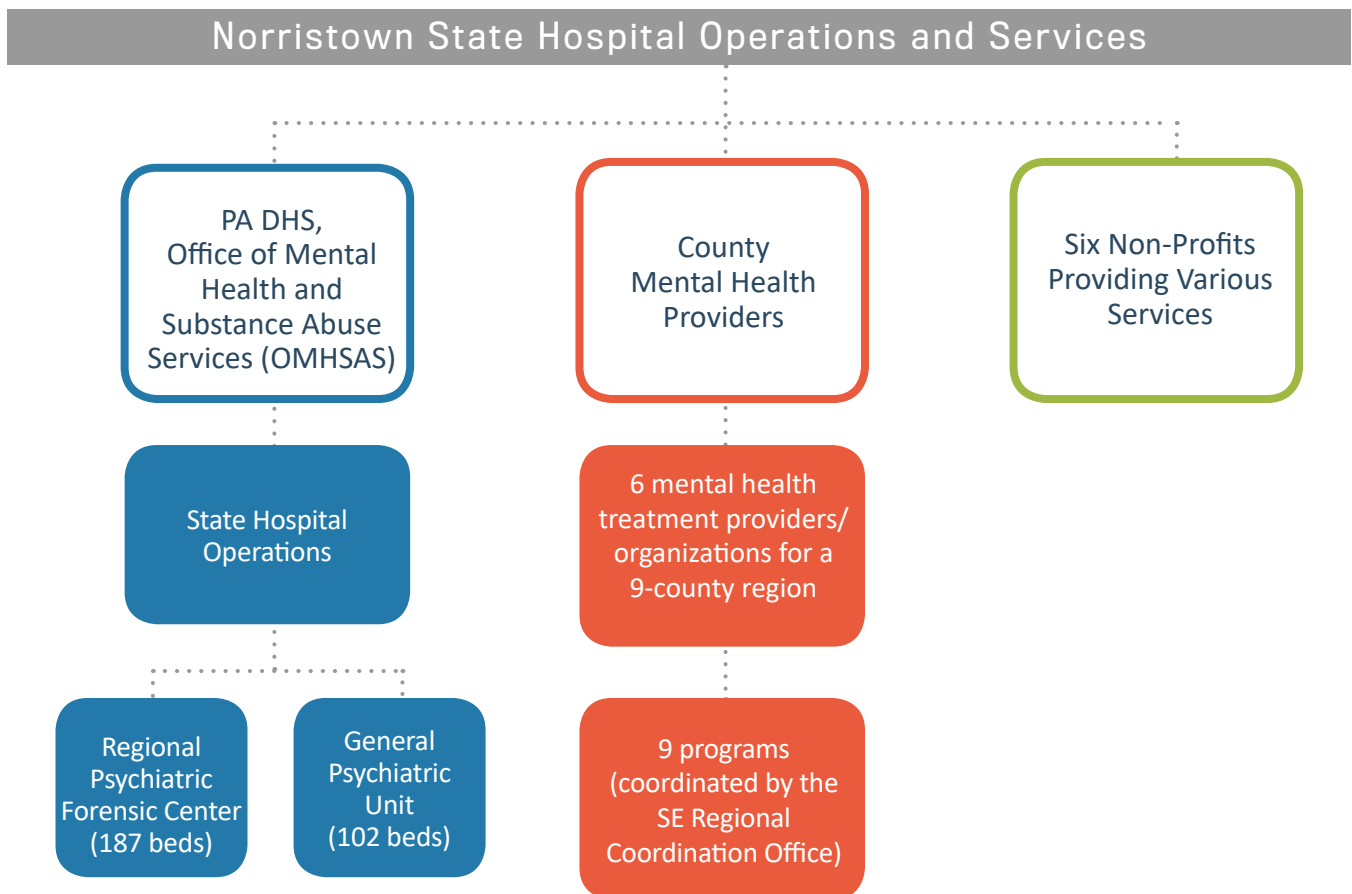 Norristown State Hospital Operations and Services
PA DHS,
Office of Mental
Health and
Substance Abuse
Services (OMHSAS)
County
Mental Health
Providers
Six Non-Profits
Providing Various
Services
State Hospital
Operations
6 mental health
treatment providers/
organizations for a
9-county region
Regional
Psychiatric
Forensic Center
(187 beds)
General
Psychiatric
Unit
(102 beds)
9 programs
(coordinated by the
SE Regional
Coordination Office)